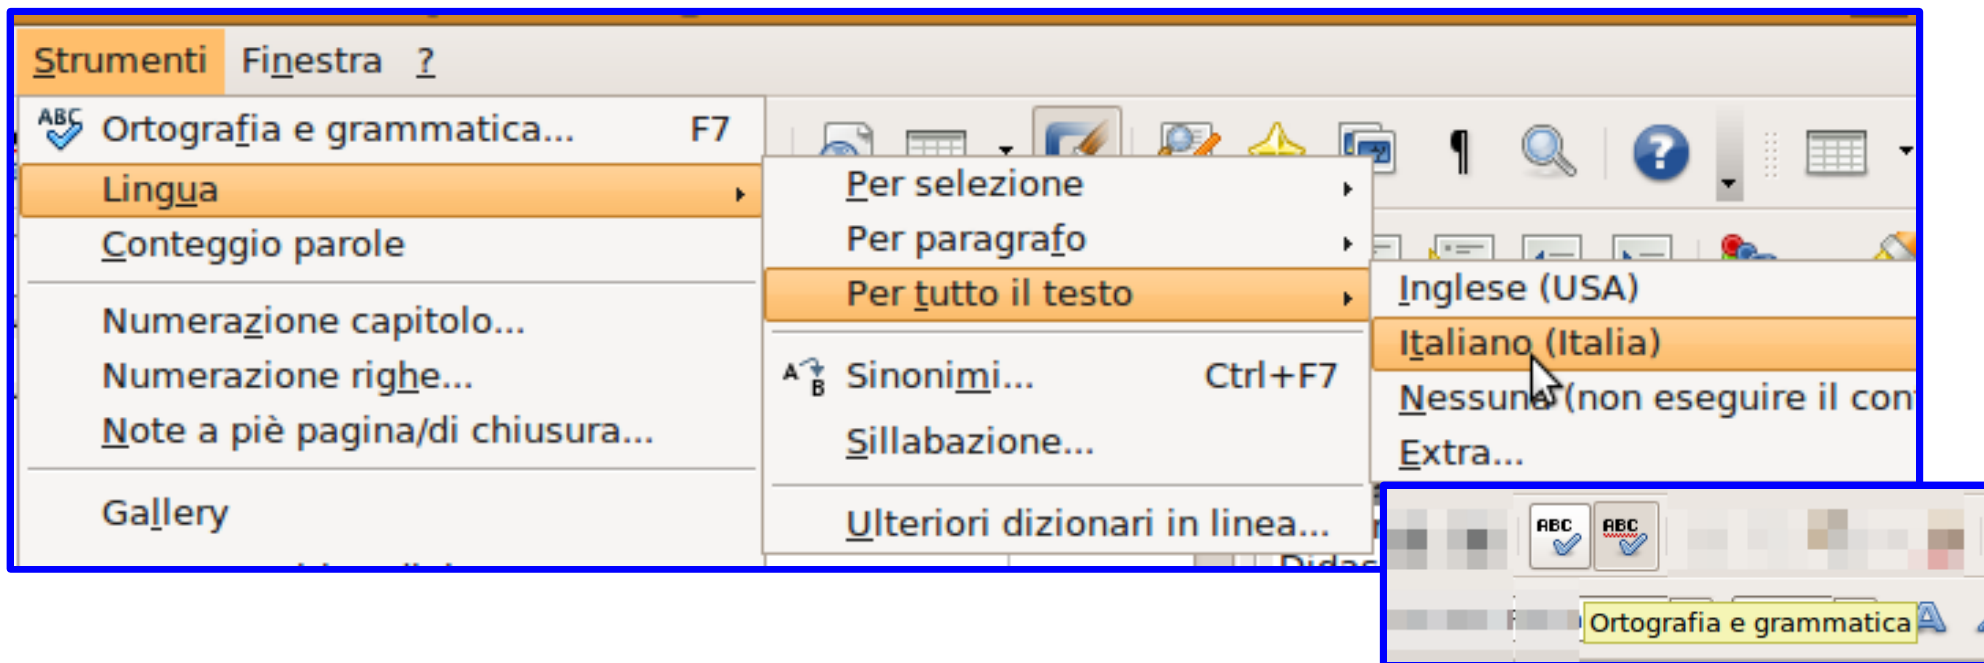 Strumenti Finestra ?
ABC Ortografia e grammatica... F7
Lingua
Conteggio parole
Numerazione capitolo...
Numerazione righe...
Note a piè pagina/di chiusura...
Gallery
Per selezione
Per paragrafo
Per tutto il testo
A B Sinonimi... Ctrl+F7
Sillabazione...
Ulteriori dizionari in linea...
Inglese (USA)
Italiano (Italia)
(non eseguire il
Extra...
ABC ABC
Ortografia e grammatica